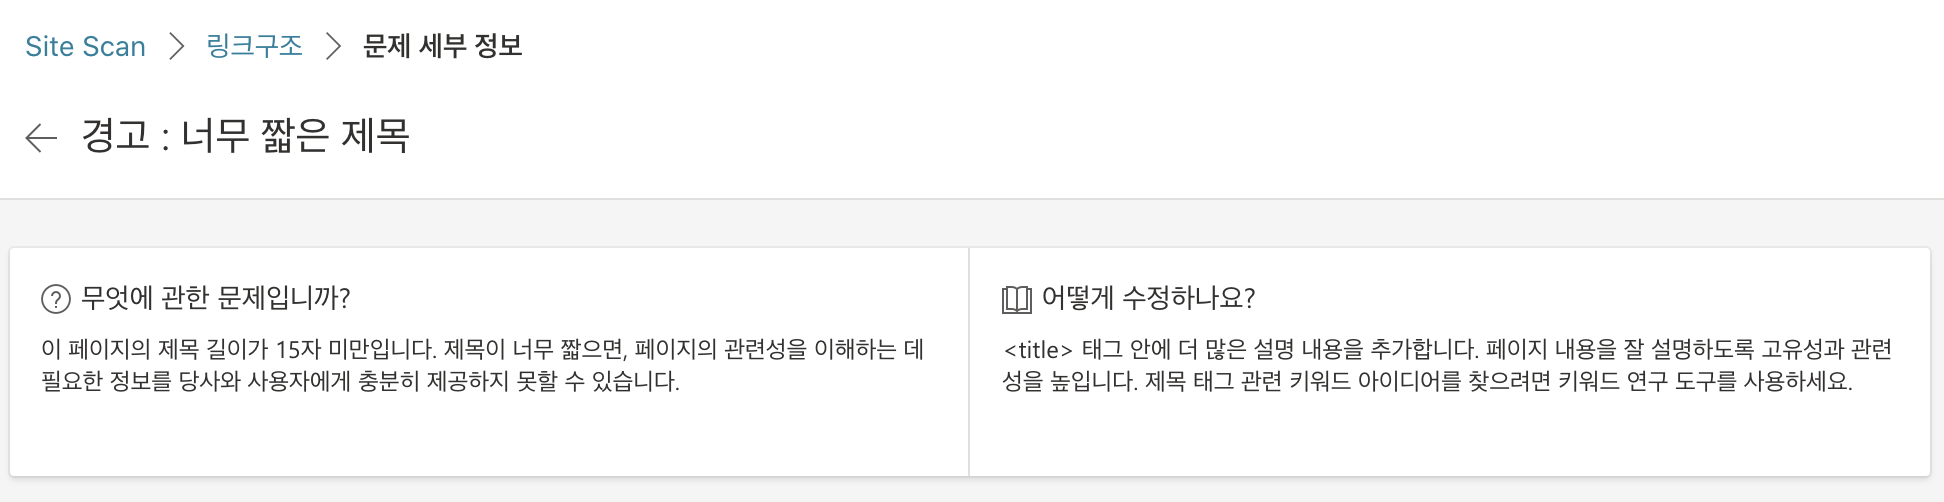 Site Scan > 링크구조 > 문제 세부 정보
← 경고 : 너무 짧은 제목
무엇에 관한 문제입니까?
이 페이지의 제목 길이가 15자 미만입니다. 제목이 너무 짧으면, 페이지의 관련성을 이해하는 데
필요한 정보를 당사와 사용자에게 충분히 제공하지 못할 수 있습니다.
어떻게 수정하나요?
<title> 태그 안에 더 많은 설명 내용을 추가합니다. 페이지 내용을 잘 설명하도록 고유성과 관련
성을 높입니다. 제목 태그 관련 키워드 아이디어를 찾으려면 키워드 연구 도구를 사용하세요.